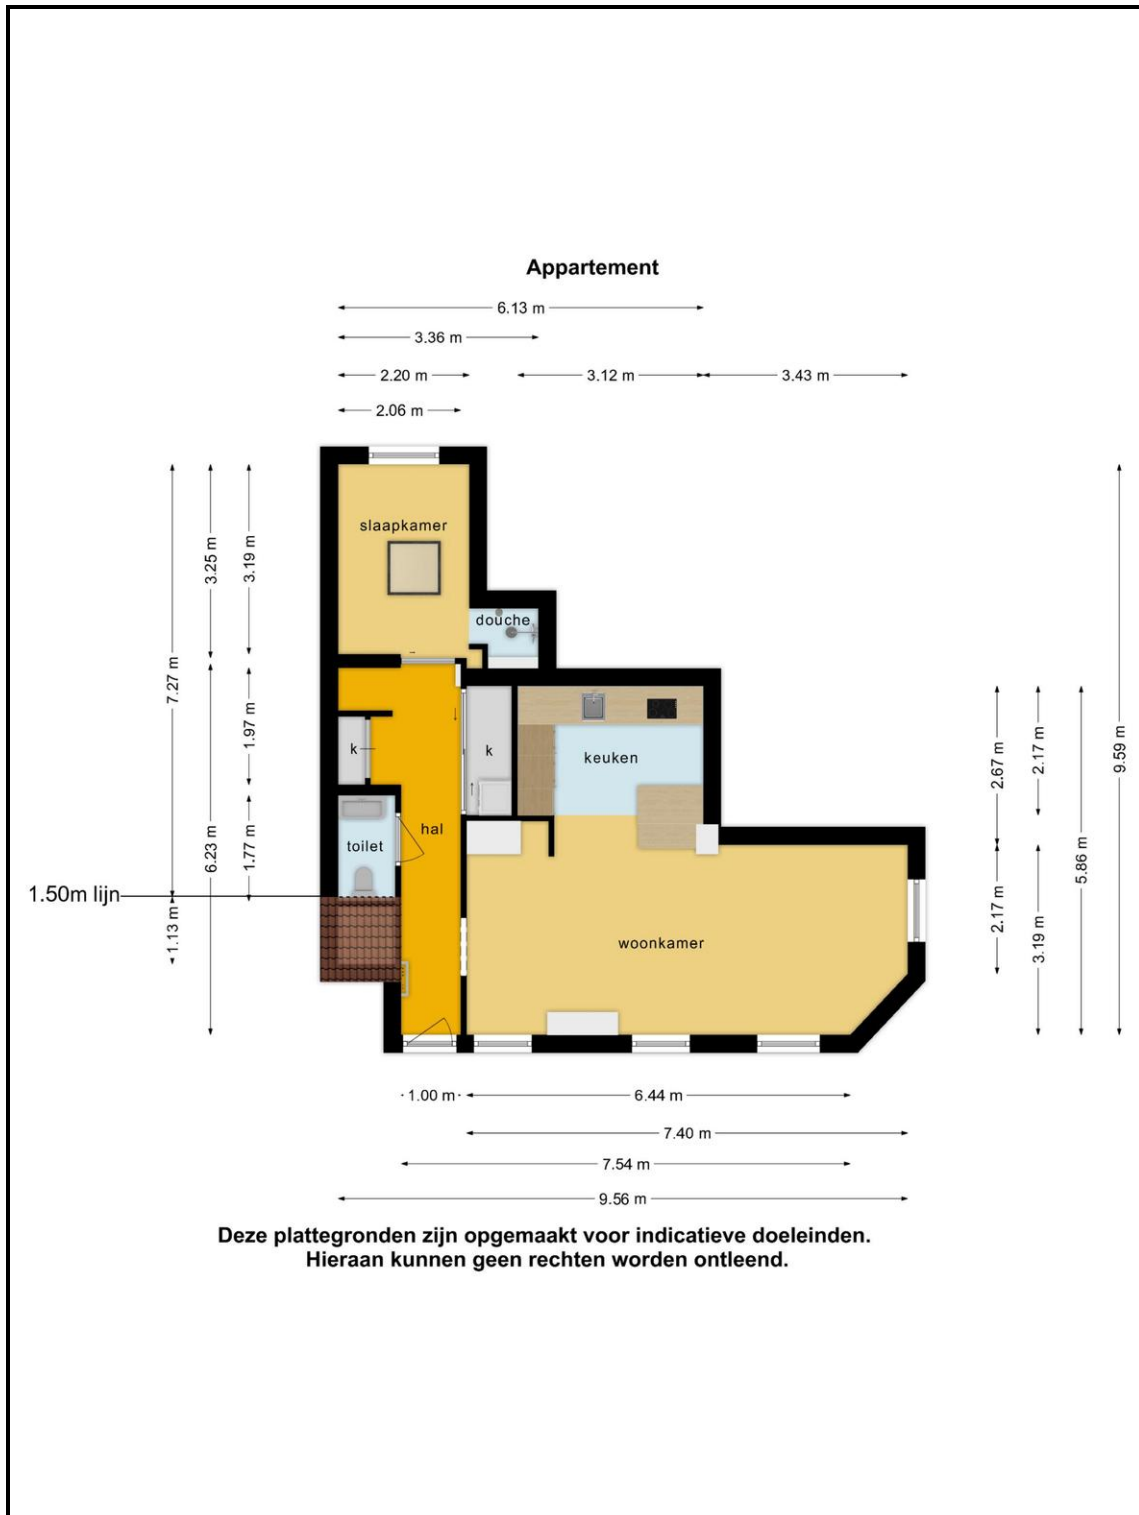 Appartement
6.13 m
3.36 m
2.20 m
3.12 m
3.43 m
2.06 m
slaapkamer
3.25 m
3.19 m
douche
7.27 m
9.59 m
1.97 m
k
k
keuken
2.67 m
2.17 m
6.23 m
1.77 m
toilet
hal
5.86 m
1.50m lijn
1.13 m
woonkamer
2.17 m
3.19 m
1.00 m
6.44 m
7.40 m
7.54 m
9.56 m
Deze plattegronden zijn opgemaakt voor indicatieve doeleinden.
Hieraan kunnen geen rechten worden ontleend.